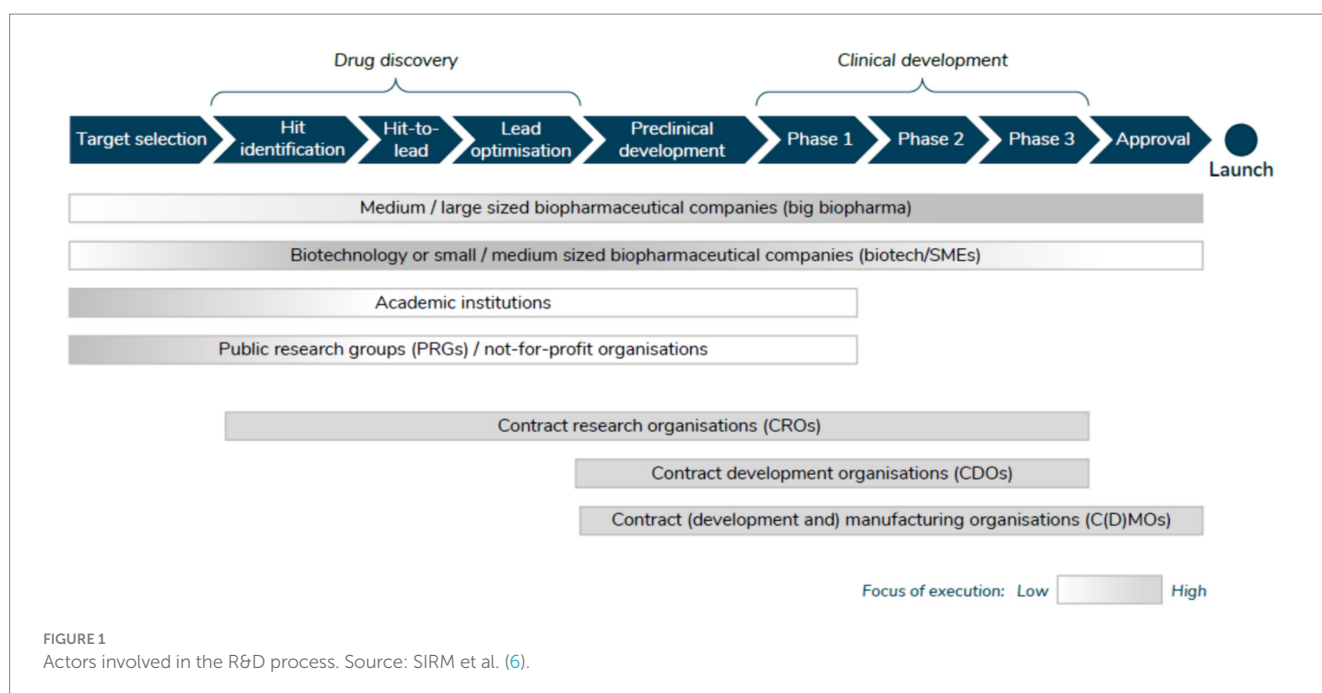 Drug discovery
Clinical development
Target selection
Hit
identification
Hit-to-
lead
Lead
optimisation
Preclinical
development
Phase 1
Phase 2
Phase 3
Approval
Launch
Medium / large sized biopharmaceutical companies (big biopharma)
Biotechnology or small / medium sized biopharmaceutical companies (biotech/SMEs)
Academic institutions
Public research groups (PRGs) / not-for-profit organisations
Contract research organisations (CROs)
Contract development organisations (CDOs)
Contract (development and) manufacturing organisations (C(D)MOs)
Focus of execution: Low
High
FIGURE 1
Actors involved in the R&D process. Source: SIRM et al. (6).